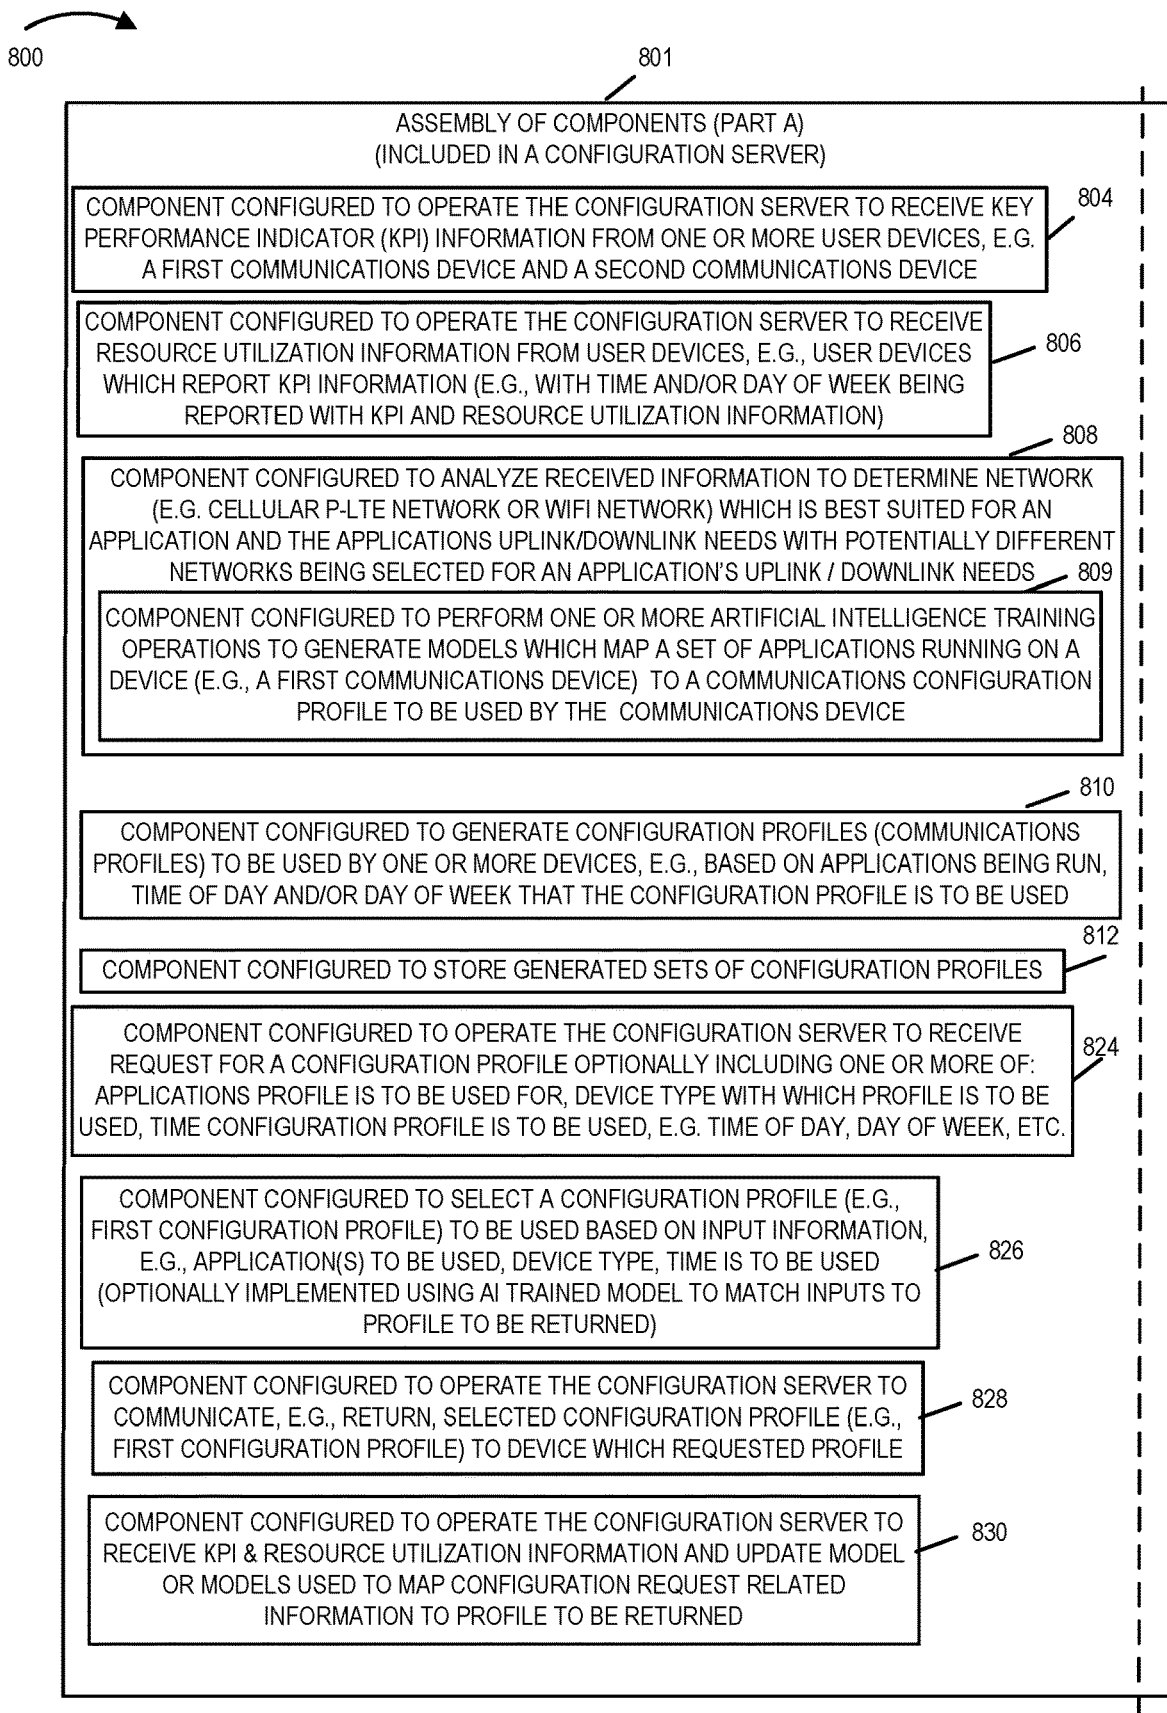 800
801
ASSEMBLY OF COMPONENTS (PART A)
(INCLUDED IN A CONFIGURATION SERVER)
804
COMPONENT CONFIGURED TO OPERATE THE CONFIGURATION SERVER TO RECEIVE KEY
PERFORMANCE INDICATOR (KPI) INFORMATION FROM ONE OR MORE USER DEVICES, E.G.
A FIRST COMMUNICATIONS DEVICE AND A SECOND COMMUNICATIONS DEVICE
COMPONENT CONFIGURED TO OPERATE THE CONFIGURATION SERVER TO RECEIVE
RESOURCE UTILIZATION INFORMATION FROM USER DEVICES, E.G., USER DEVICES
WHICH REPORT KPI INFORMATION (E.G., WITH TIME AND/OR DAY OF WEEK BEING
REPORTED WITH KPI AND RESOURCE UTILIZATION INFORMATION)
806
808
COMPONENT CONFIGURED TO ANALYZE RECEIVED INFORMATION TO DETERMINE NETWORK
(E.G. CELLULAR P-LTE NETWORK OR WIFI NETWORK) WHICH IS BEST SUITED FOR AN
APPLICATION AND THE APPLICATIONS UPLINK/DOWNLINK NEEDS WITH POTENTIALLY DIFFERENT
NETWORKS BEING SELECTED FOR AN APPLICATION'S UPLINK / DOWNLINK NEEDS
809
COMPONENT CONFIGURED TO PERFORM ONE OR MORE ARTIFICIAL INTELLIGENCE TRAINING
OPERATIONS TO GENERATE MODELS WHICH MAP A SET OF APPLICATIONS RUNNING ON A
DEVICE (E.G., A FIRST COMMUNICATIONS DEVICE) TO A COMMUNICATIONS CONFIGURATION
PROFILE TO BE USED BY THE COMMUNICATIONS DEVICE
810
COMPONENT CONFIGURED TO GENERATE CONFIGURATION PROFILES (COMMUNICATIONS
PROFILES) TO BE USED BY ONE OR MORE DEVICES, E.G., BASED ON APPLICATIONS BEING RUN,
TIME OF DAY AND/OR DAY OF WEEK THAT THE CONFIGURATION PROFILE IS TO BE USED
812
COMPONENT CONFIGURED TO STORE GENERATED SETS OF CONFIGURATION PROFILES
COMPONENT CONFIGURED TO OPERATE THE CONFIGURATION SERVER TO RECEIVE
REQUEST FOR A CONFIGURATION PROFILE OPTIONALLY INCLUDING ONE OR MORE OF:
APPLICATIONS PROFILE IS TO BE USED FOR, DEVICE TYPE WITH WHICH PROFILE IS TO BE
USED, TIME CONFIGURATION PROFILE IS TO BE USED, E.G. TIME OF DAY, DAY OF WEEK, ETC.
824
COMPONENT CONFIGURED TO SELECT A CONFIGURATION PROFILE (E.G.,
FIRST CONFIGURATION PROFILE) TO BE USED BASED ON INPUT INFORMATION,
E.G., APPLICATION(S) TO BE USED, DEVICE TYPE, TIME IS TO BE USED
(OPTIONALLY IMPLEMENTED USING AI TRAINED MODEL TO MATCH INPUTS TO
PROFILE TO BE RETURNED)
826
COMPONENT CONFIGURED TO OPERATE THE CONFIGURATION SERVER TO
COMMUNICATE, E.G., RETURN, SELECTED CONFIGURATION PROFILE (E.G.,
FIRST CONFIGURATION PROFILE) TO DEVICE WHICH REQUESTED PROFILE
828
COMPONENT CONFIGURED TO OPERATE THE CONFIGURATION SERVER TO
RECEIVE KPI & RESOURCE UTILIZATION INFORMATION AND UPDATE MODEL
OR MODELS USED TO MAP CONFIGURATION REQUEST RELATED
INFORMATION TO PROFILE TO BE RETURNED
830